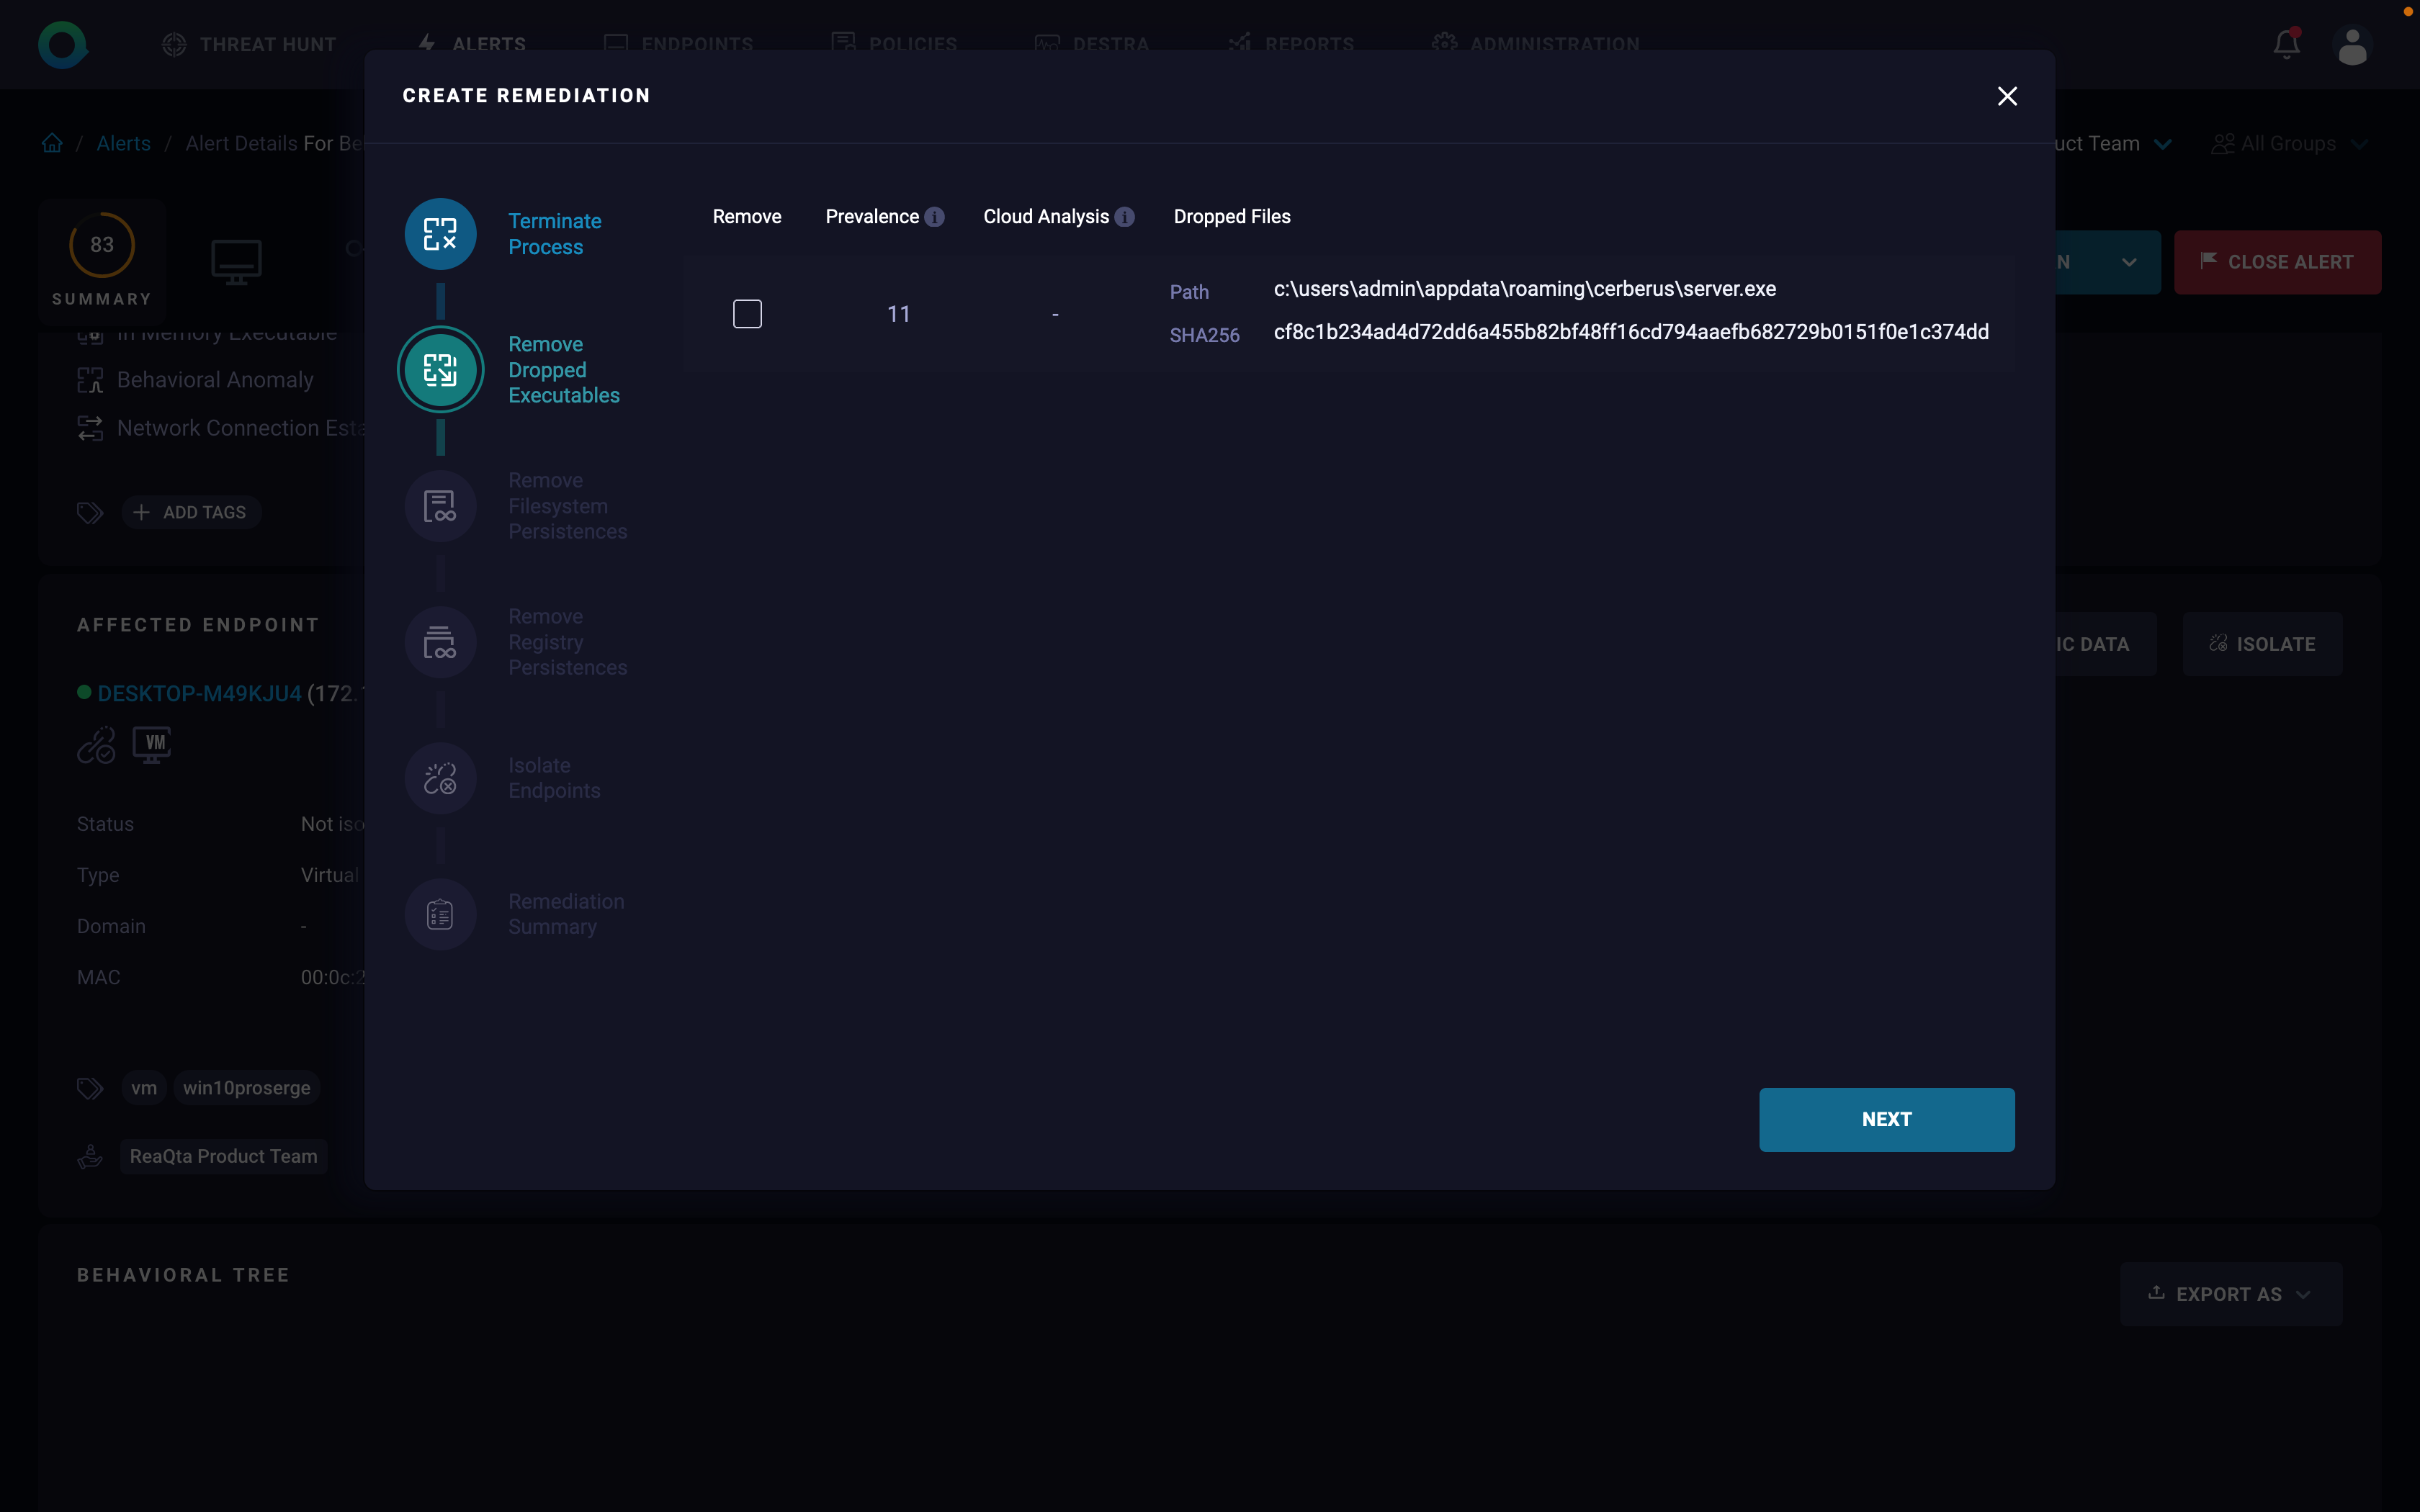 THREAT HUNT
ALERTS
ENDPOINTS
POLICIES
DESTRA
REPORTS
ADMINISTRATION
CREATE REMEDIATION
/ Alerts / Alert Details For Be
uct Team
All Groups
83
SUMMARY
N
CLOSE ALERT
In Memory Executable
Behavioral Anomaly
Network Connection Esta
+ ADD TAGS
Terminate
Process
Remove
Dropped
Executables
Remove
Filesystem
Persistences
Remove
Registry
Persistences
Isolate
Endpoints
Remediation
Summary
Remove
Prevalence
Cloud Analysis
Dropped Files
11
-
Path
c:\users\admin\appdata\roaming\cerberus\server.exe
SHA256
cf8c1b234ad4d72dd6a455b82bf48ff16cd794aaefb682729b0151f0e1c374dd
NEXT
AFFECTED ENDPOINT
IC DATA
ISOLATE
DESKTOP-M49KJU4 (172.1
VM
Status
Not iso
Type
Virtual
Domain
-
MAC
00:0c:2
vm
win10proserge
ReaQta Product Team
BEHAVIORAL TREE
EXPORT AS